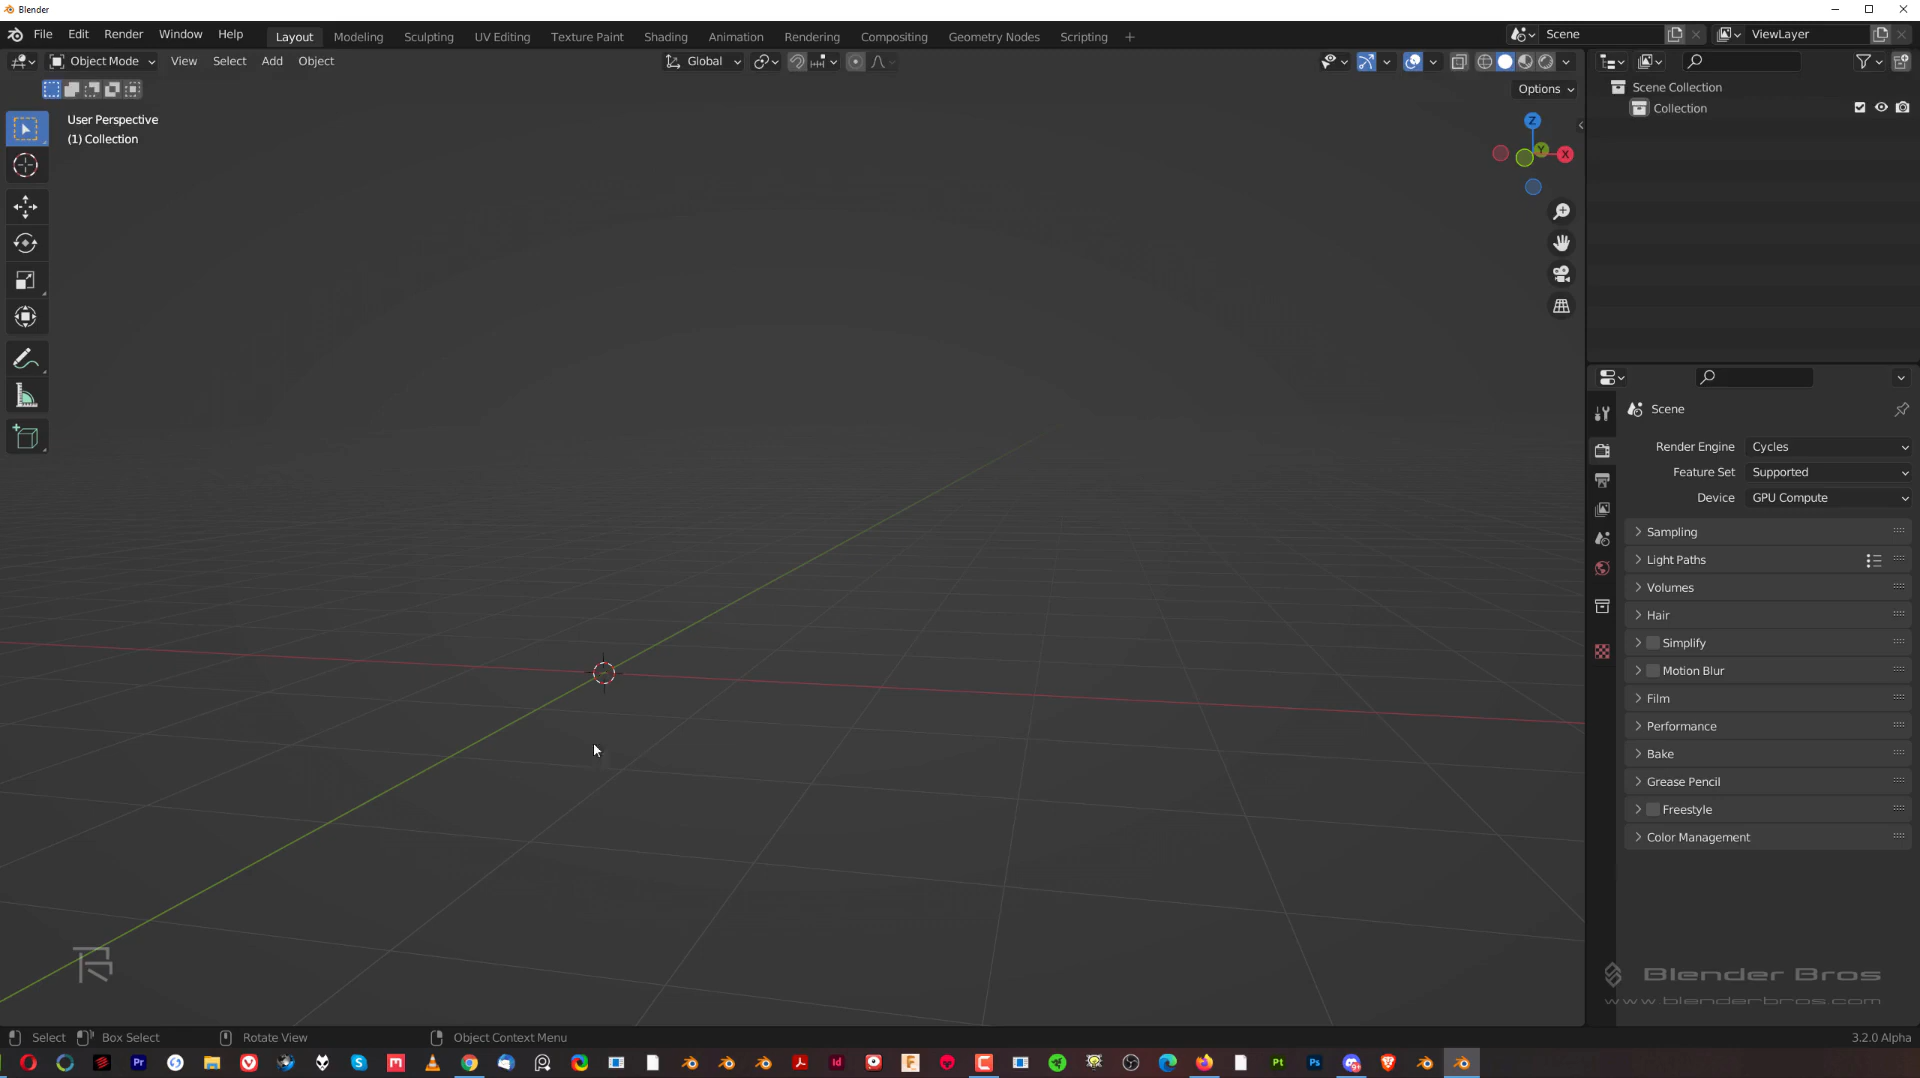 Blender
File Edit Render Window Help Layout Modeling Sculpting UV Editing Texture Paint Shading Animation Rendering Compositing Geometry Nodes Scripting + Scene ViewLayer
Object Mode View Select Add Object Global
Options
User Perspective
(1) Collection
Z
Y
X
Scene Collection
Collection
Scene
Render Engine Cycles
Feature Set Supported
Device GPU Compute
Sampling
Light Paths
Volumes
Hair
Simplify
Motion Blur
Film
Performance
Bake
Grease Pencil
Freestyle
Color Management
Blender Bros
www.blenderbros.com
Select Box Select Rotate View Object Context Menu 3.2.0 Alpha
Pr S M Id F Pt Ps